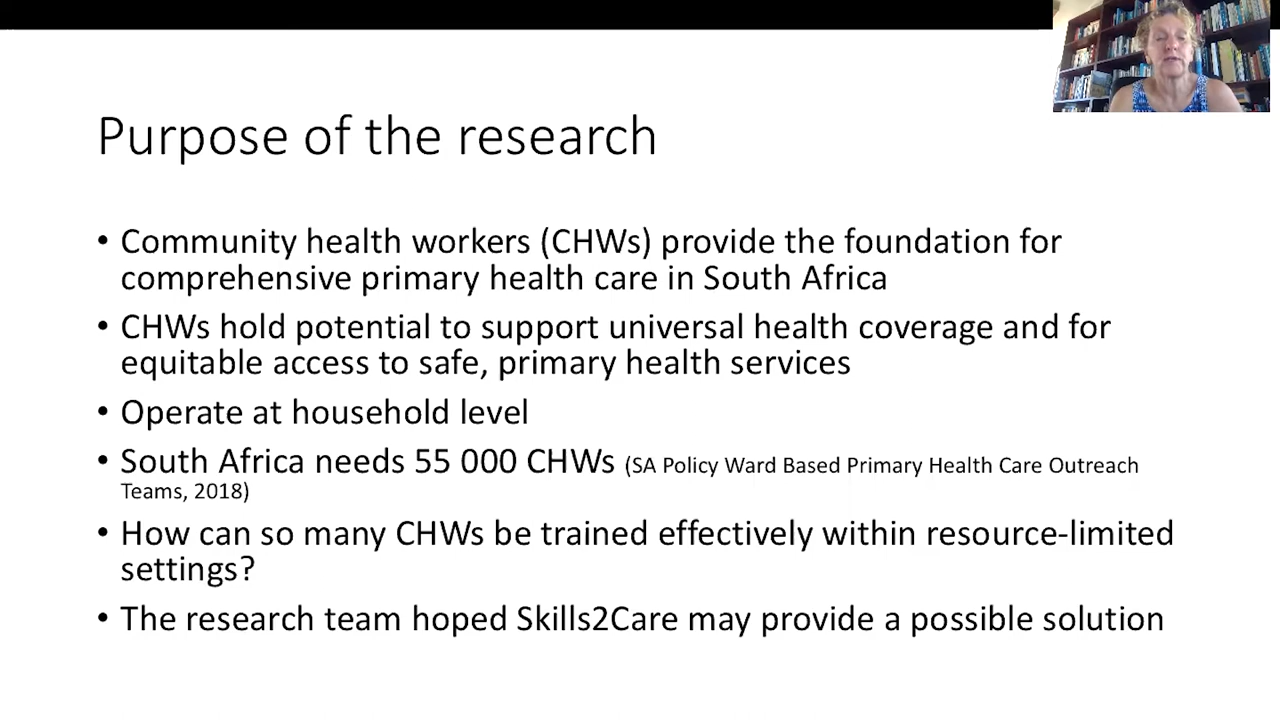 Purpose of the research
• Community health workers (CHWs) provide the foundation for
comprehensive primary health care in South Africa
• CHWs hold potential to support universal health coverage and for
equitable access to safe, primary health services
• Operate at household level
• South Africa needs 55 000 CHWs (SA Policy Ward Based Primary Health Care Outreach
Teams, 2018)
• How can so many CHWs be trained effectively within resource-limited
settings?
• The research team hoped Skills2Care may provide a possible solution